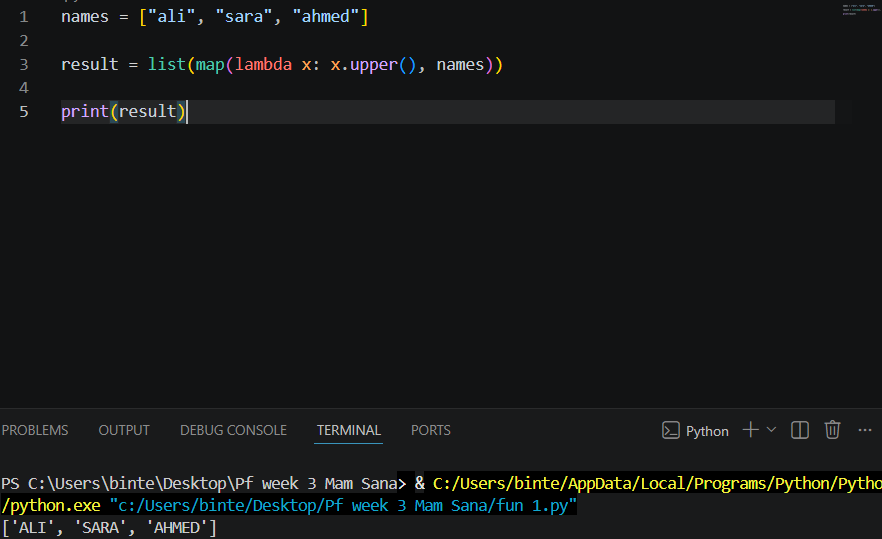 1 names = ["ali", "sara", "ahmed"]
2
3 result = list(map(lambda x: x.upper(), names))
4
5 print(result)
PROBLEMS OUTPUT DEBUG CONSOLE TERMINAL PORTS Python
PS C:\Users\binte\Desktop\Pf week 3 Mam Sana> & C:/Users/binte/AppData/Local/Programs/Python/Pytho
/python.exe "c:/Users/binte/Desktop/Pf week 3 Mam Sana/fun 1.py"
['ALI', 'SARA', 'AHMED']